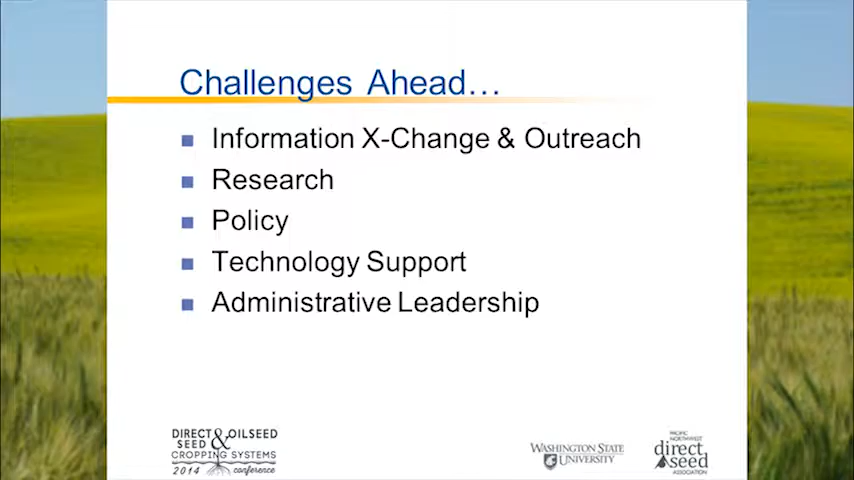 Challenges Ahead...
Information X-Change & Outreach
Research
Policy
Technology Support
Administrative Leadership
DIRECT & OILSEED
SEED
CROPPING SYSTEMS
2014 conference
WASHINGTON STATE
UNIVERSITY
PACIFIC
NORTHWEST
direct
seed
ASSOCIATION